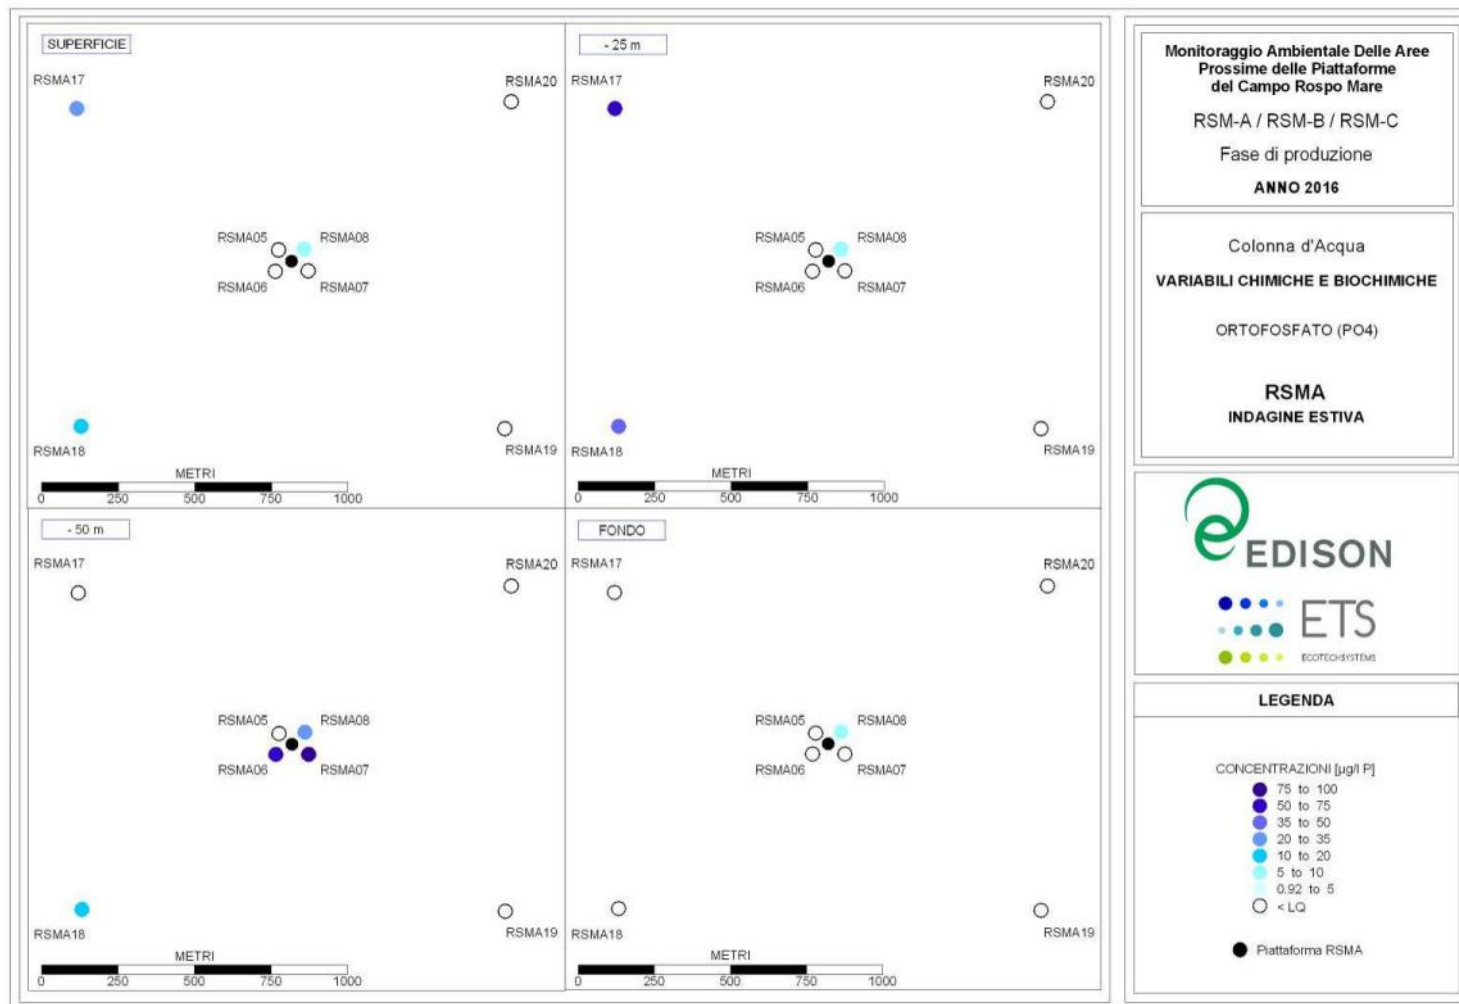 SUPERFICIE
RSMA17
RSMA20
RSMA05
RSMA08
RSMA06
RSMA07
RSMA18
RSMA19
METRI
0 250 500 750 1000
- 25 m
RSMA17
RSMA20
RSMA05
RSMA08
RSMA06
RSMA07
RSMA18
RSMA19
METRI
0 250 500 750 1000
- 50 m
RSMA17
RSMA20
RSMA05
RSMA08
RSMA06
RSMA07
RSMA18
RSMA19
METRI
0 250 500 750 1000
FONDO
RSMA17
RSMA20
RSMA05
RSMA08
RSMA06
RSMA07
RSMA18
RSMA19
METRI
0 250 500 750 1000
Monitoraggio Ambientale Delle Aree
Prossime delle Piattaforme
del Campo Rospo Mare
RSM-A / RSM-B / RSM-C
Fase di produzione
ANNO 2016
Colonna d'Acqua
VARIABILI CHIMICHE E BIOCHIMICHE
ORTOFOSFATO (PO4)
RSMA
INDAGINE ESTIVA
EDISON
ETS
ECOTECHSYSTEMS
LEGENDA
CONCENTRAZIONI [µg/l P]
75 to 100
50 to 75
35 to 50
20 to 35
10 to 20
5 to 10
0.92 to 5
< LQ
Piattaforma RSMA